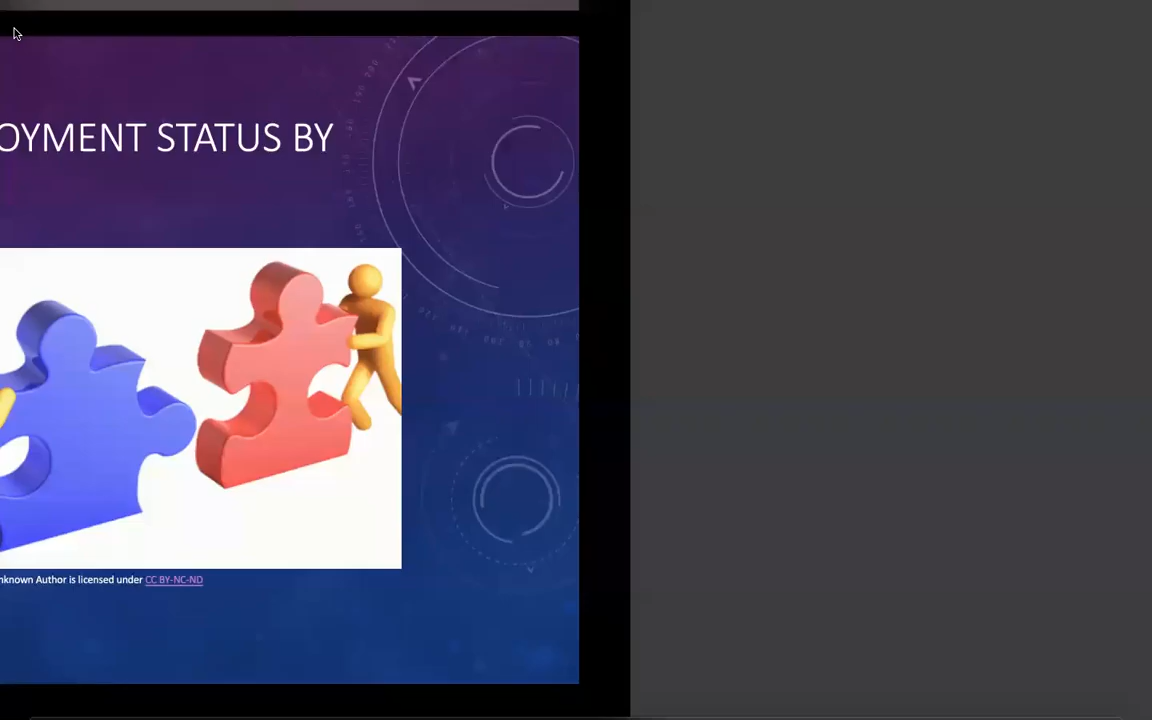 OYMENT STATUS BY
nknown Author is licensed under CC BY-NC-ND